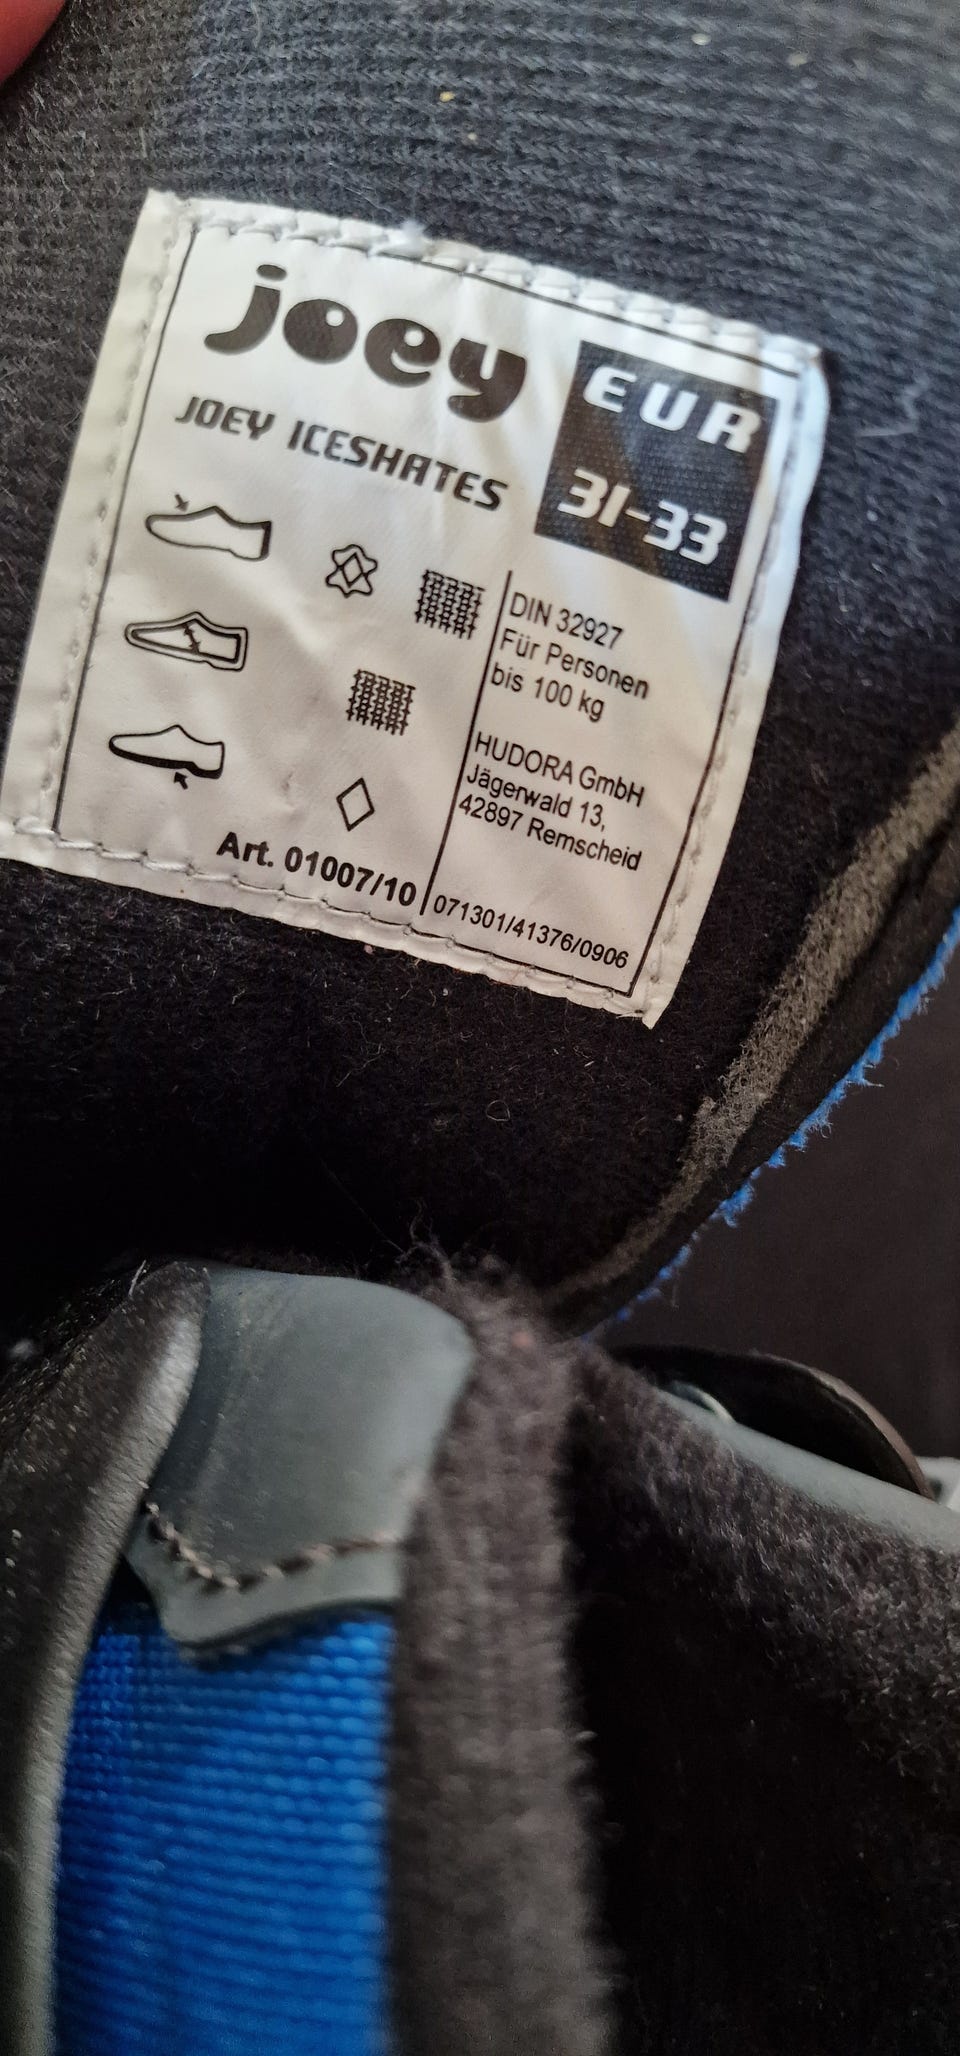 joey
JOEY ICESKATES
EUR
31-33
DIN 32927
Für Personen
bis 100 kg
HUDORA GmbH
Jägerwald 13,
42897 Remscheid
Art. 01007/10
071301/41376/0906